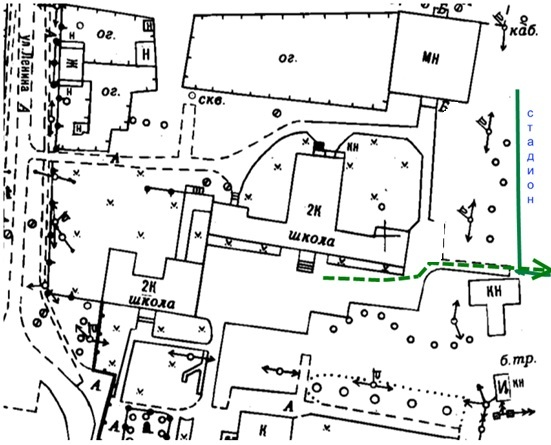 каб.
ул Ленина
ОГ.
Н
Н
Ж
ОГ.
Н
ОГ.
МН
скв.
А
КН
2К
школа
стадион
2К
школа
КН
б.тр.
И
КН
А
А
А
Р
К